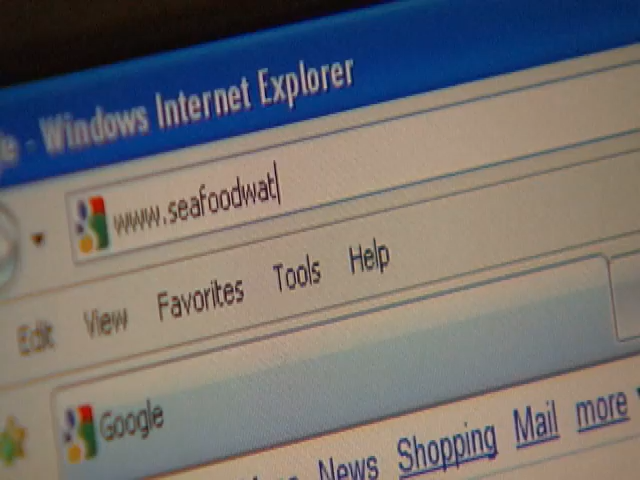 - Windows Internet Explorer
www.seafoodwat
Edit View Favorites Tools Help
Google
News Shopping Mail more